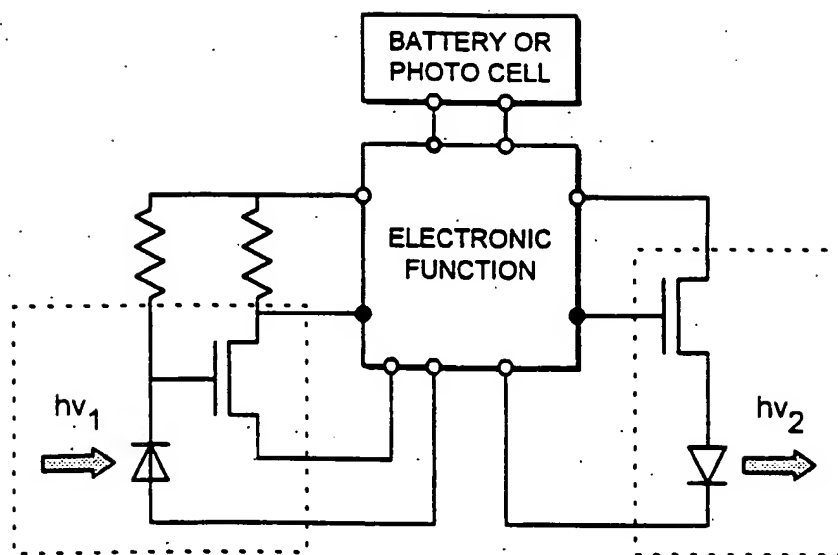 BATTERY OR
PHOTO CELL
ELECTRONIC
FUNCTION
hv₁
hv₂